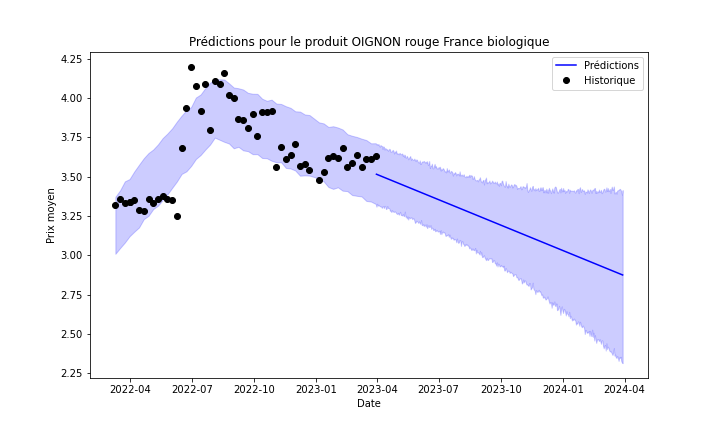 Prédictions pour le produit OIGNON rouge France biologique
Prédictions
Historique
4.25
4.00
3.75
3.50
3.25
3.00
2.75
2.50
2.25
Prix moyen
2022-04 2022-07 2022-10 2023-01 2023-04 2023-07 2023-10 2024-01 2024-04
Date